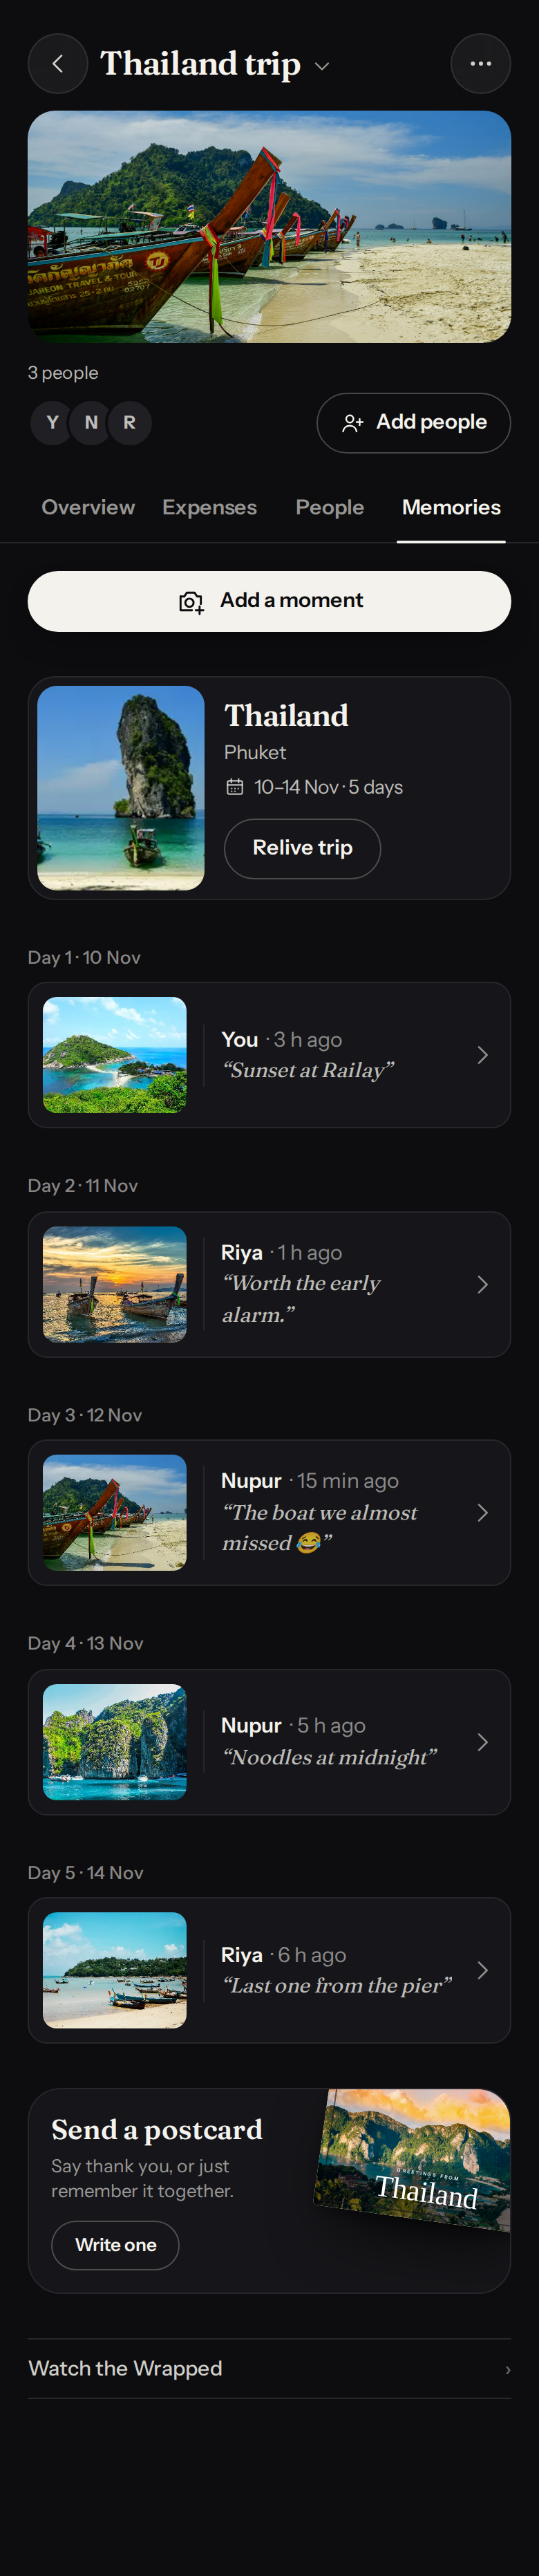 Thailand trip
JAREON TRAVEL & TOUR
3 people
Y N R
Add people
Overview Expenses People Memories
Add a moment
Thailand
Phuket
10–14 Nov · 5 days
Relive trip
Day 1 · 10 Nov
You · 3 h ago
“Sunset at Railay”
Day 2 · 11 Nov
Riya · 1 h ago
“Worth the early
alarm.”
Day 3 · 12 Nov
Nupur · 15 min ago
“The boat we almost
missed 😂”
Day 4 · 13 Nov
Nupur · 5 h ago
“Noodles at midnight”
Day 5 · 14 Nov
Riya · 6 h ago
“Last one from the pier”
Send a postcard
Say thank you, or just
remember it together.
Write one
GREETINGS FROM
Thailand
Watch the Wrapped ›